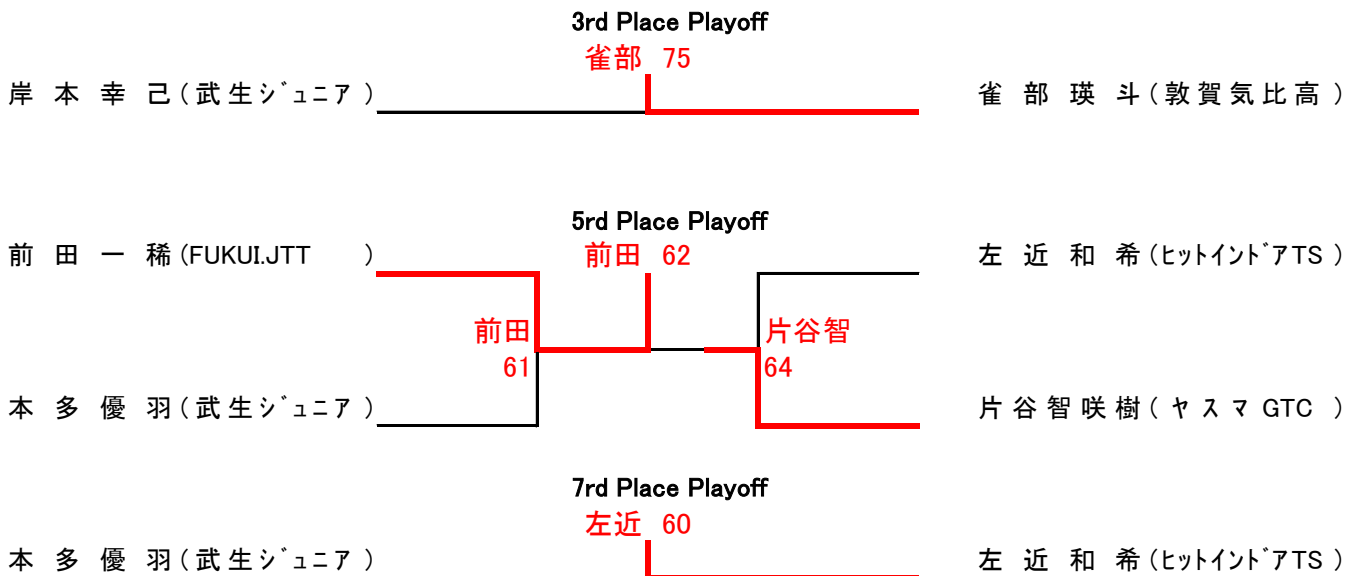 3rd Place Playoff
雀部 75
岸 本 幸 己(武生ｼﾞｭﾆｱ) 雀 部 瑛 斗(敦賀気比高)
5rd Place Playoff
前 田 一 稀(FUKUI.JTT ) 前田 62 左 近 和 希(ﾋｯﾄｲﾝﾄﾞｱTS)
前田 片谷智
61 64
本 多 優 羽(武生ｼﾞｭﾆｱ) 片谷智咲樹(ヤスマGTC )
7rd Place Playoff
左近 60
本 多 優 羽(武生ｼﾞｭﾆｱ) 左 近 和 希(ﾋｯﾄｲﾝﾄﾞｱTS)